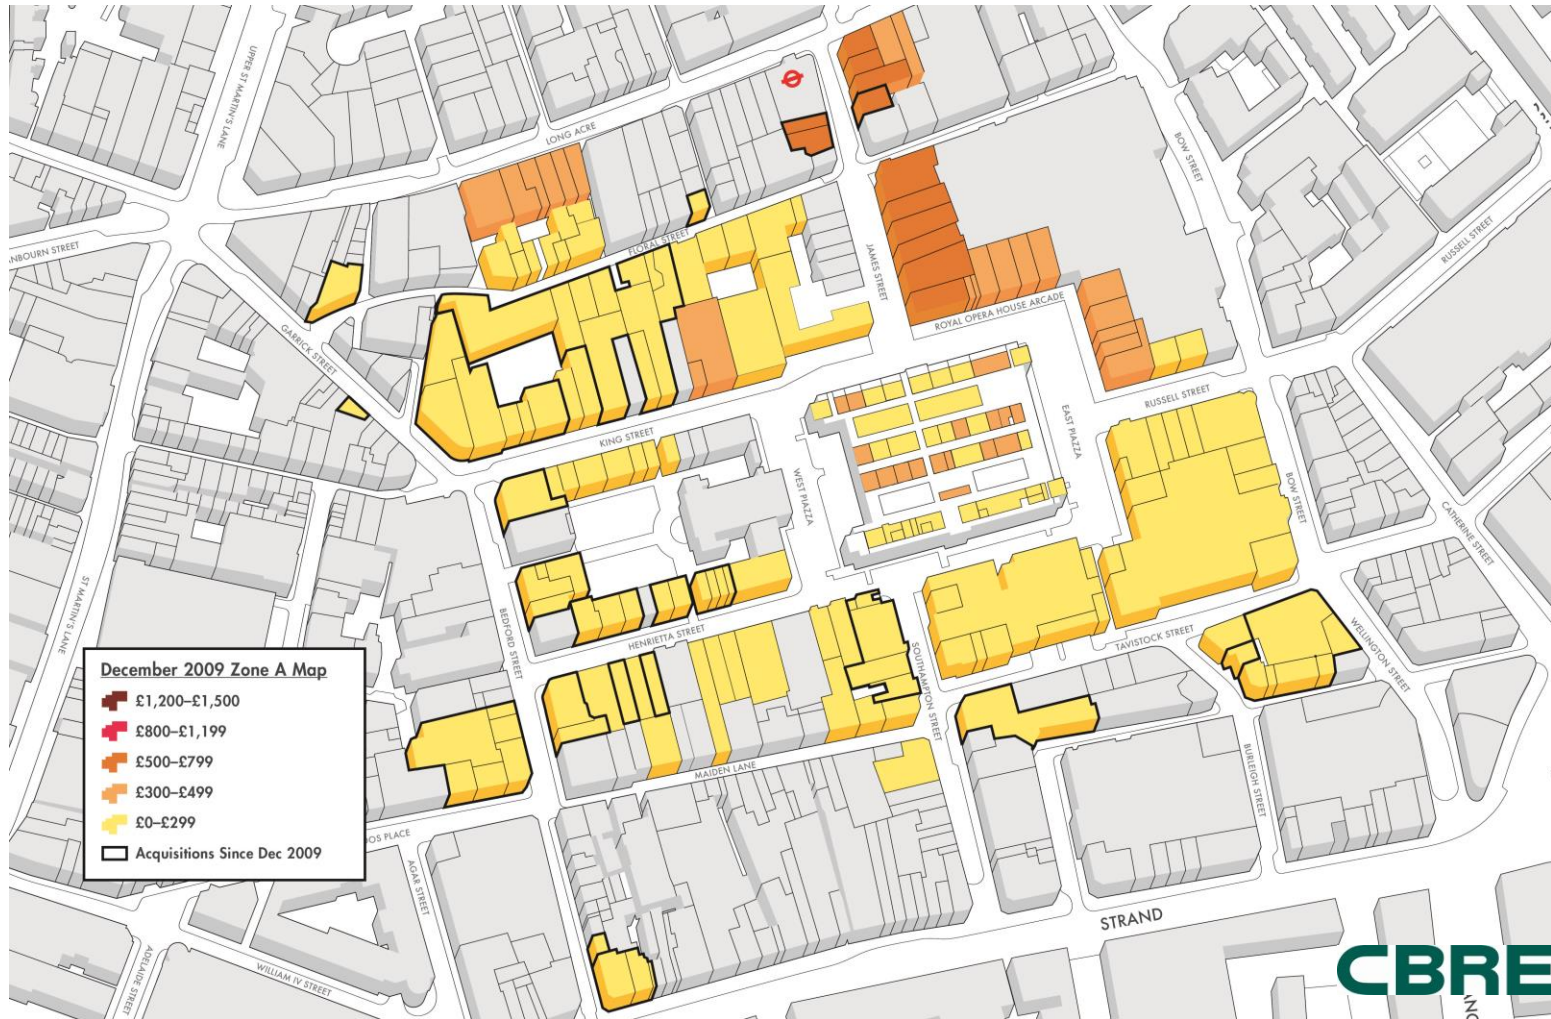 UPPER ST MARTIN'S LANE
LONG ACRE
BOW STREET
ANBOURN STREET
FLORAL STREET
JAMES STREET
RUSSELL STREET
GARRICK STREET
ROYAL OPERA HOUSE ARCADE
RUSSELL STREET
KING STREET
EAST PIAZZA
WEST PIAZZA
BOW STREET
CATHERINE STREET
ST MARTIN'S LANE
BEDFORD STREET
HENRIETTA STREET
SOUTHAMPTON STREET
TAVISTOCK STREET
WELLINGTON STREET
December 2009 Zone A Map
£1,200–£1,500
£800–£1,199
£500–£799
£300–£499
£0–£299
Acquisitions Since Dec 2009
MAIDEN LANE
BURLEIGH STREET
DOS PLACE
AGAR STREET
STRAND
ADELAIDE STREET
WILLIAM IV STREET
CBRE